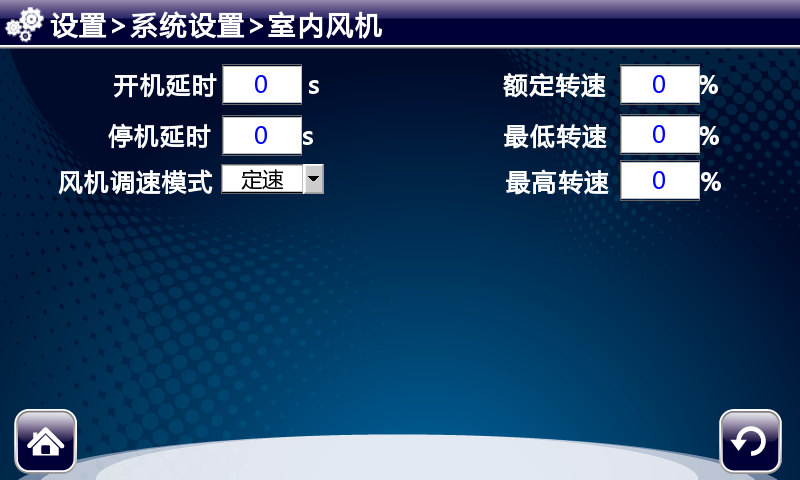 设置>系统设置>室内风机
开机延时 0 s 额定转速 0 %
停机延时 0 s 最低转速 0 %
风机调速模式 定速 最高转速 0 %